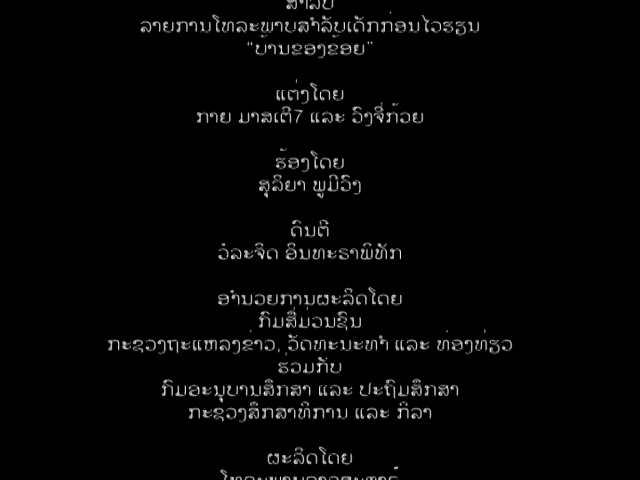 ສຳລັບ
ລາຍການໂທລະພາບສຳລັບເດັກກ່ອນໄວຮຽນ
“ບ້ານຂອງຂ້ອຍ”
ແຕ່ງໂດຍ
ກາຍ ມາສເຕີ7 ແລະ ວົງຈີ່ກ້ວຍ
ຮ້ອງໂດຍ
ສຸລິຍາ ພູມີວົງ
ດົນຕີ
ວໍລະຈິດ ອິນທະຣາພິທັກ
ອຳນວຍການຜະລິດໂດຍ
ກົມສື່ມວນຊົນ
ກະຊວງຖະແຫລງຂ່າວ, ວັດທະນະທຳ ແລະ ທ່ອງທ່ຽວ
ຮ່ວມກັບ
ກົມອະນຸບານສຶກສາ ແລະ ປະຖົມສຶກສາ
ກະຊວງສຶກສາທິການ ແລະ ກິລາ
ຜະລິດໂດຍ